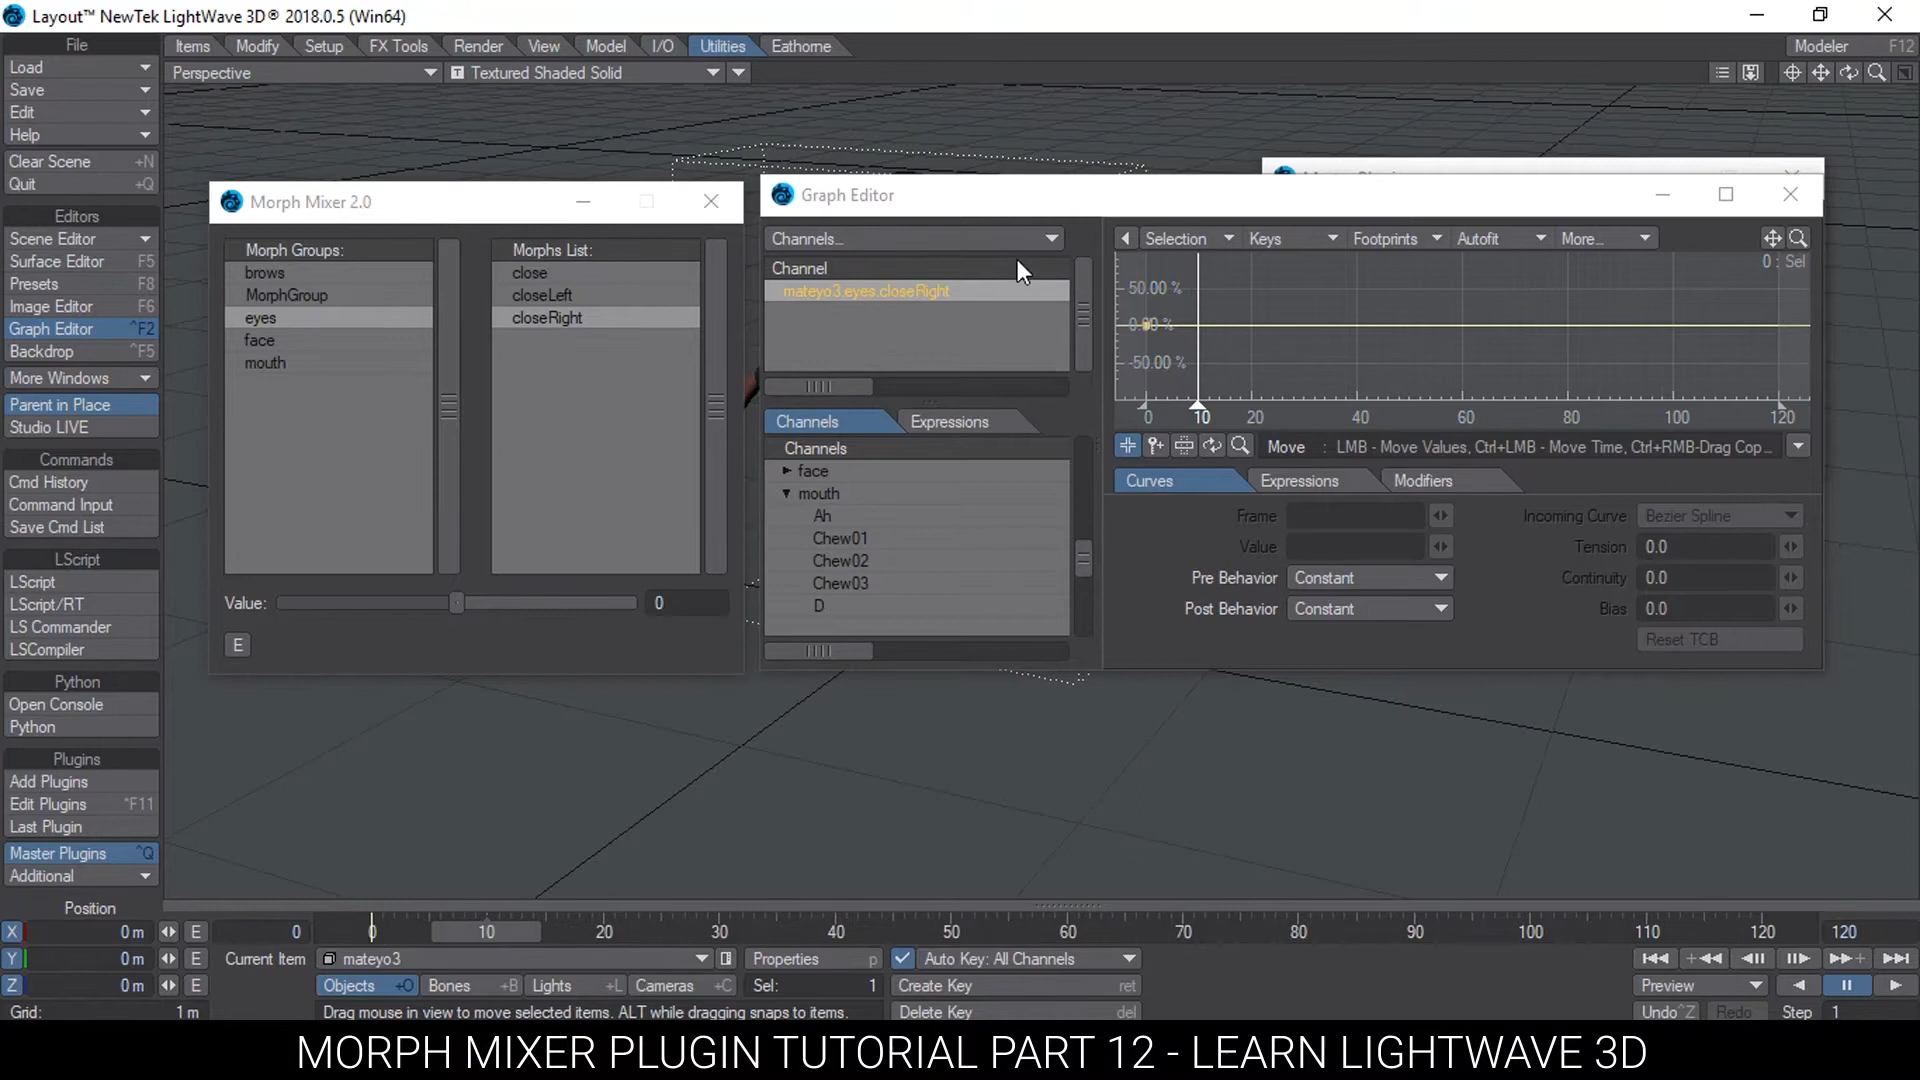 Layout™ NewTek LightWave 3D® 2018.0.5 (Win64)
File
Items Modify Setup FX Tools Render View Model I/O Utilities Eathorne Modeler F12
Load
Perspective T Textured Shaded Solid
Save
Edit
Help
Clear Scene +N
Quit +Q
Editors
Scene Editor
Surface Editor F5
Presets F8
Image Editor F6
Graph Editor ^F2
Backdrop ^F5
More Windows
Parent in Place
Studio LIVE
Commands
Cmd History
Command Input
Save Cmd List
LScript
LScript
LScript/RT
LS Commander
LSCompiler
Python
Open Console
Python
Plugins
Add Plugins
Edit Plugins ^F11
Last Plugin
Master Plugins ^Q
Additional
Morph Mixer 2.0
Morph Groups: Morphs List:
brows close
MorphGroup closeLeft
eyes closeRight
face
mouth
Value: 0
E
Graph Editor
Channels...
Channel
mateyo3.eyes.closeRight
Channels Expressions
Channels
face
mouth
Ah
Chew01
Chew02
Chew03
D
Selection Keys Footprints Autofit More...
0 : Sel
50.00 %
0.00 %
-50.00 %
0 10 20 40 60 80 100 120
Move : LMB - Move Values, Ctrl+LMB - Move Time, Ctrl+RMB-Drag Cop...
Curves Expressions Modifiers
Frame Incoming Curve Bezier Spline
Value Tension 0.0
Pre Behavior Constant Continuity 0.0
Post Behavior Constant Bias 0.0
Reset TCB
Position
X 0 m E 0 0 10 20 30 40 50 60 70 80 90 100 110 120 120
Y 0 m E Current Item mateyo3 Properties p Auto Key: All Channels
Z 0 m E Objects +O Bones +B Lights +L Cameras +C Sel: 1 Create Key ret Preview
Grid: 1 m Drag mouse in view to move selected items. ALT while dragging snaps to items. Delete Key del Undo ^Z Redo Step 1
MORPH MIXER PLUGIN TUTORIAL PART 12 - LEARN LIGHTWAVE 3D